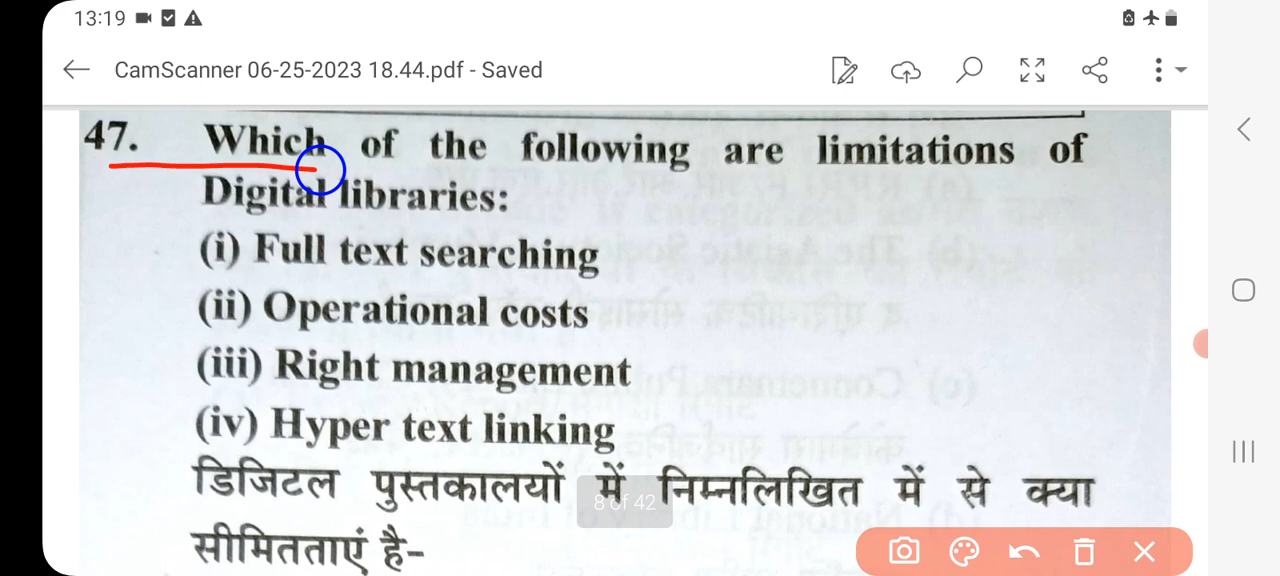 13:19
CamScanner 06-25-2023 18.44.pdf - Saved
47. Which of the following are limitations of
Digital libraries:
(i) Full text searching
(ii) Operational costs
(iii) Right management
(iv) Hyper text linking
डिजिटल पुस्तकालयों में निम्नलिखित में से क्या
8 of 42
सीमितताएं है-